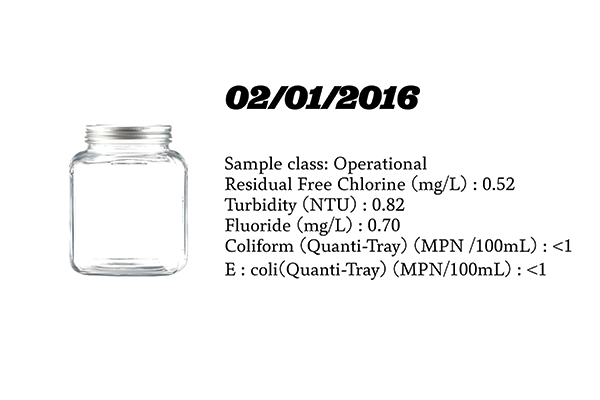 02/01/2016
Sample class: Operational
Residual Free Chlorine (mg/L) : 0.52
Turbidity (NTU) : 0.82
Fluoride (mg/L) : 0.70
Coliform (Quanti-Tray) (MPN /100mL) : <1
E : coli(Quanti-Tray) (MPN/100mL) : <1